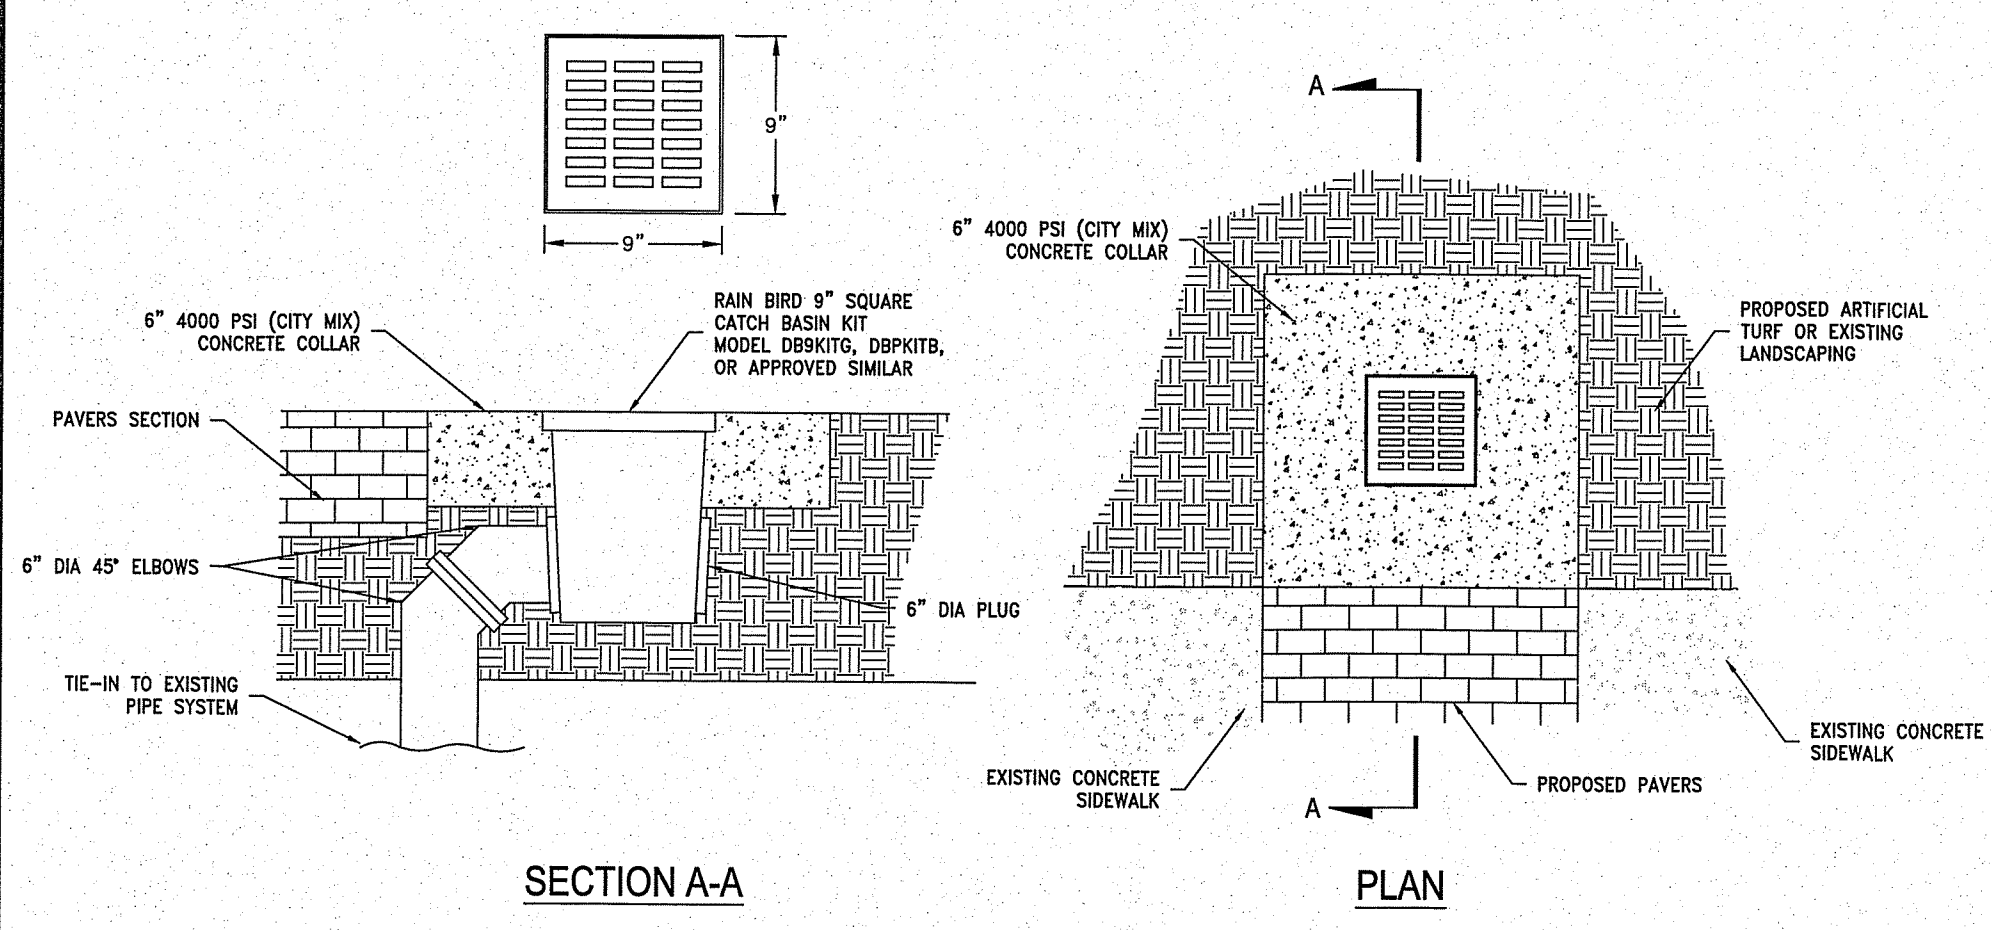 9"
9"
6" 4000 PSI (CITY MIX)
CONCRETE COLLAR
RAIN BIRD 9" SQUARE
CATCH BASIN KIT
MODEL DB9KITG, DBPKITB,
OR APPROVED SIMILAR
PAVERS SECTION
6" DIA 45° ELBOWS
6" DIA PLUG
TIE-IN TO EXISTING
PIPE SYSTEM
SECTION A-A
A
6" 4000 PSI (CITY MIX)
CONCRETE COLLAR
PROPOSED ARTIFICIAL
TURF OR EXISTING
LANDSCAPING
EXISTING CONCRETE
SIDEWALK
EXISTING CONCRETE
SIDEWALK
PROPOSED PAVERS
A
PLAN